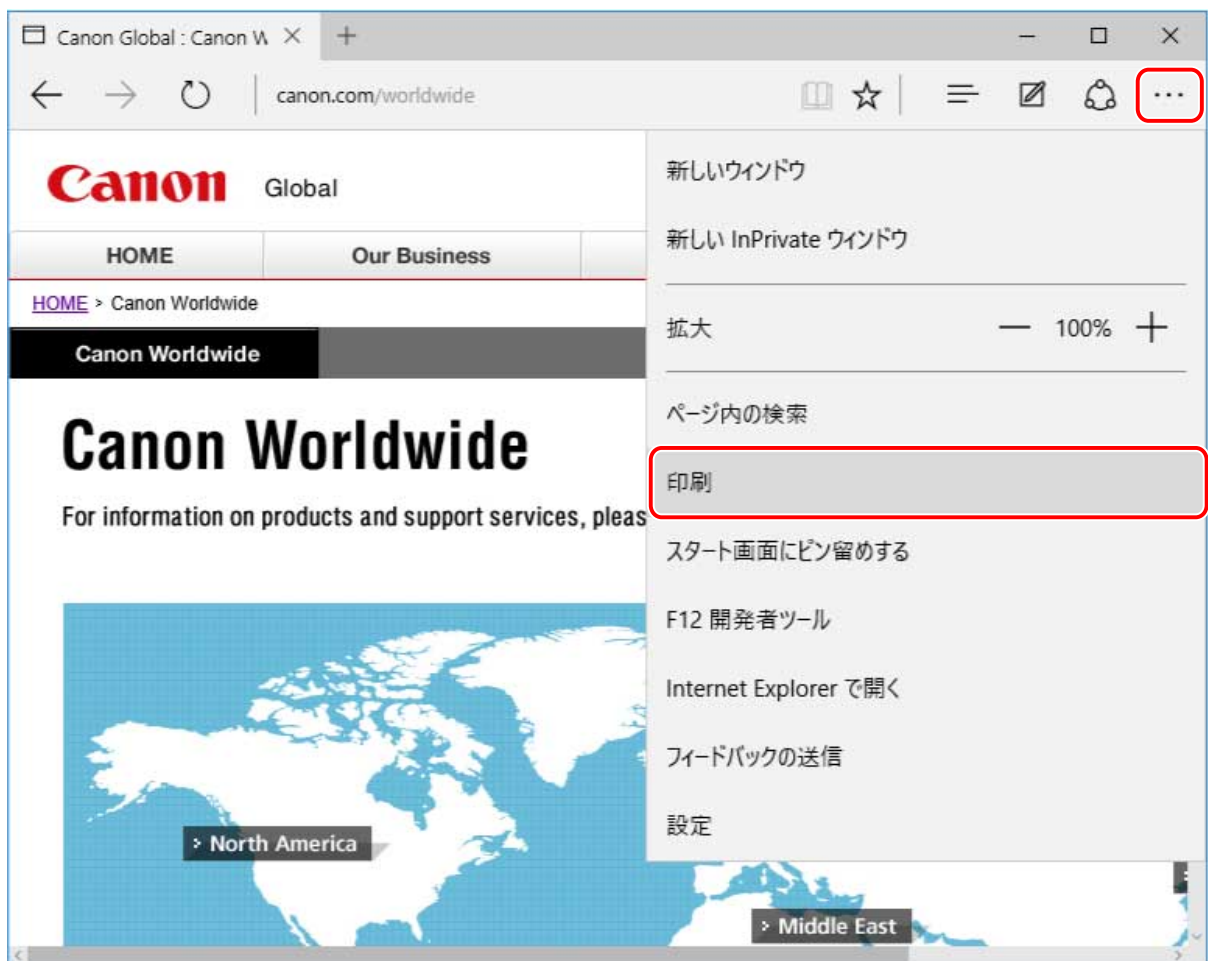 Canon Global : Canon W
canon.com/worldwide
Canon Global
HOME Our Business
HOME > Canon Worldwide
Canon Worldwide
Canon Worldwide
For information on products and support services, pleas
> North America
> Middle East
新しいウィンドウ
新しい InPrivate ウィンドウ
拡大 100%
ページ内の検索
印刷
スタート画面にピン留めする
F12 開発者ツール
Internet Explorer で開く
フィードバックの送信
設定